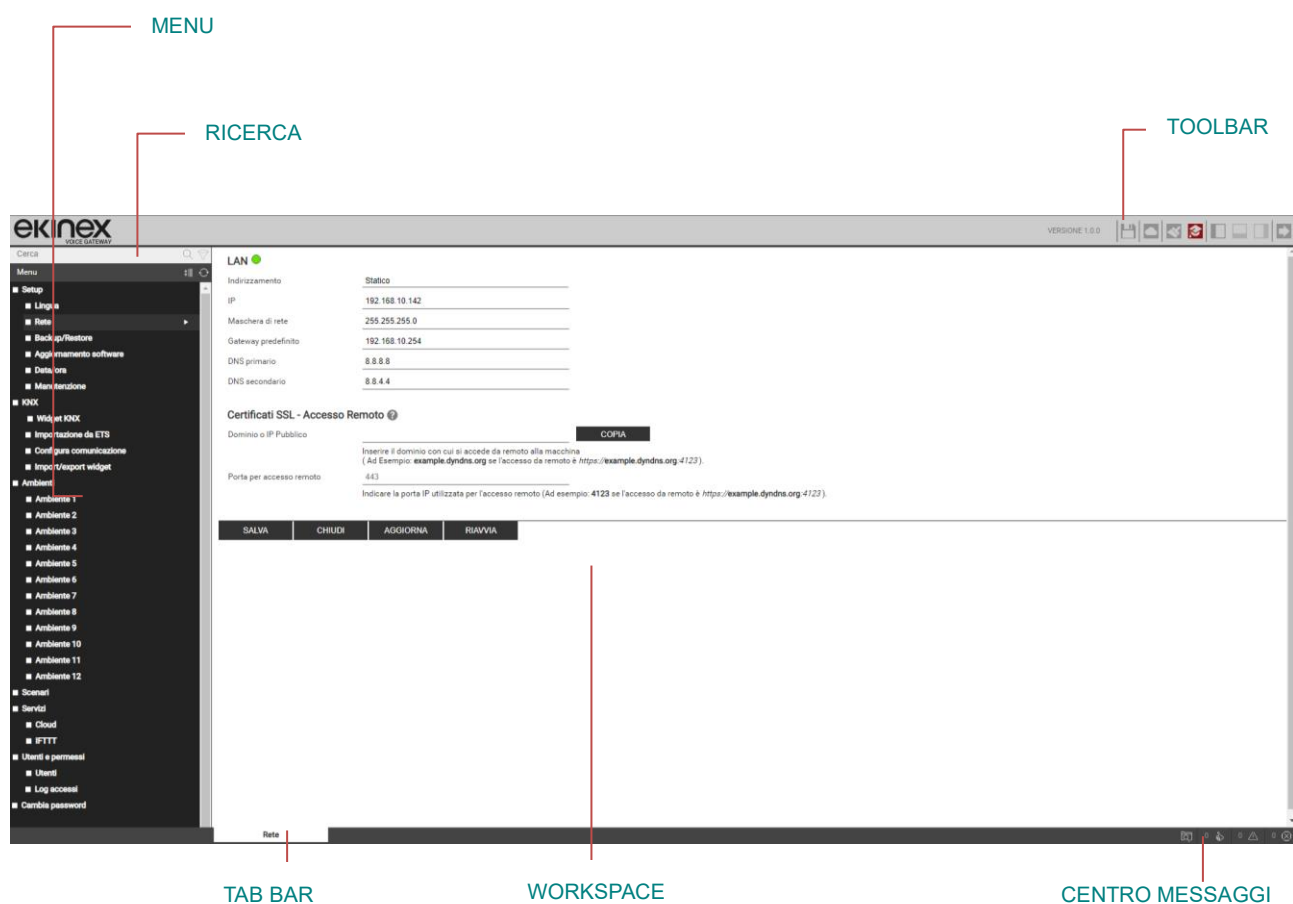 MENU
RICERCA
TOOLBAR
ekinex
VOICE GATEWAY
VERSIONE 1.0.0
Cerca
Menu
Setup
Lingua
Rete
Backup/Restore
Aggiornamento software
Data/ora
Manutenzione
KNX
Widget KNX
Importazione da ETS
Configura comunicazione
Import/export widget
Ambienti
Ambiente 1
Ambiente 2
Ambiente 3
Ambiente 4
Ambiente 5
Ambiente 6
Ambiente 7
Ambiente 8
Ambiente 9
Ambiente 10
Ambiente 11
Ambiente 12
Scenari
Servizi
Cloud
IFTTT
Utenti e permessi
Utenti
Log accessi
Cambia password
LAN
Indirizzamento Statico
IP 192.168.10.142
Maschera di rete 255.255.255.0
Gateway predefinito 192.168.10.254
DNS primario 8.8.8.8
DNS secondario 8.8.4.4
Certificati SSL - Accesso Remoto ?
Dominio o IP Pubblico COPIA
Inserire il dominio con cui si accede da remoto alla macchina
( Ad Esempio: example.dyndns.org se l'accesso da remoto è https://example.dyndns.org:4123 ).
Porta per accesso remoto 443
Indicare la porta IP utilizzata per l'accesso remoto (Ad esempio: 4123 se l'accesso da remoto è https://example.dyndns.org:4123 ).
SALVA CHIUDI AGGIORNA RIAVVIA
Rete
0 0 0
TAB BAR
WORKSPACE
CENTRO MESSAGGI